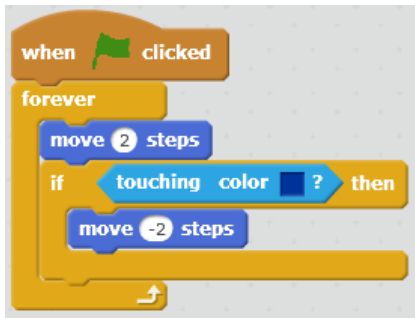 when clicked
forever
move 2 steps
if touching color ? then
move -2 steps